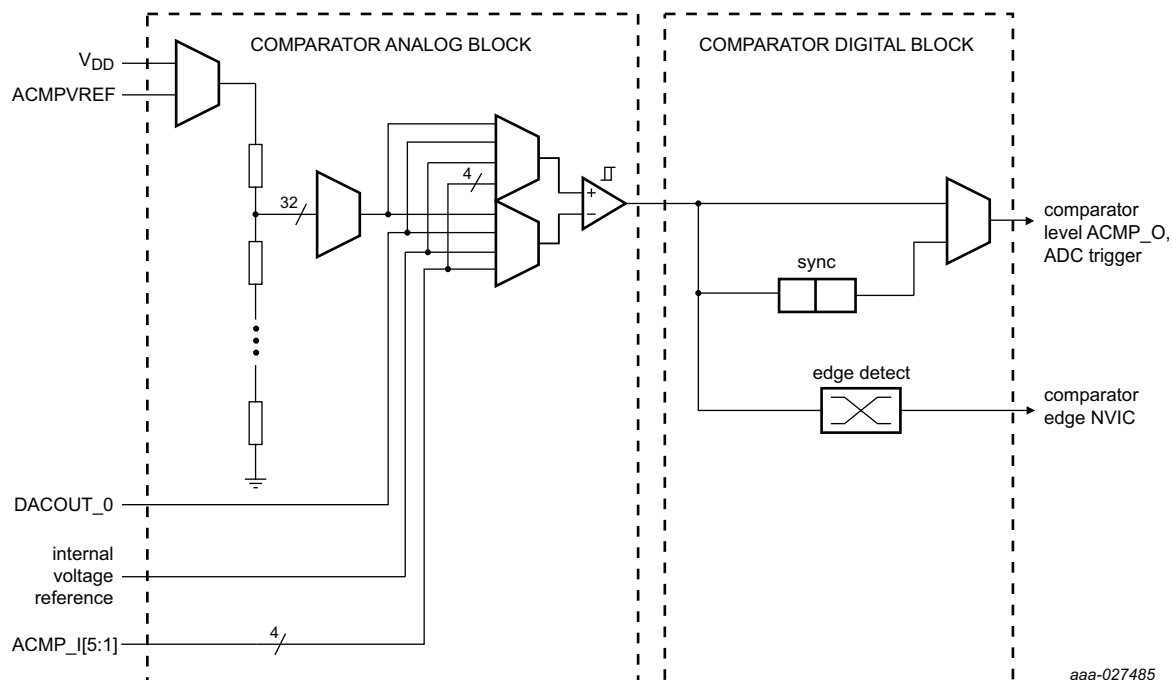 COMPARATOR ANALOG BLOCK
COMPARATOR DIGITAL BLOCK
VDD
ACMPVREF
32
4
+
−
sync
comparator
level ACMP_O,
ADC trigger
edge detect
comparator
edge NVIC
DACOUT_0
internal
voltage
reference
ACMP_I[5:1]
4
aaa-027485